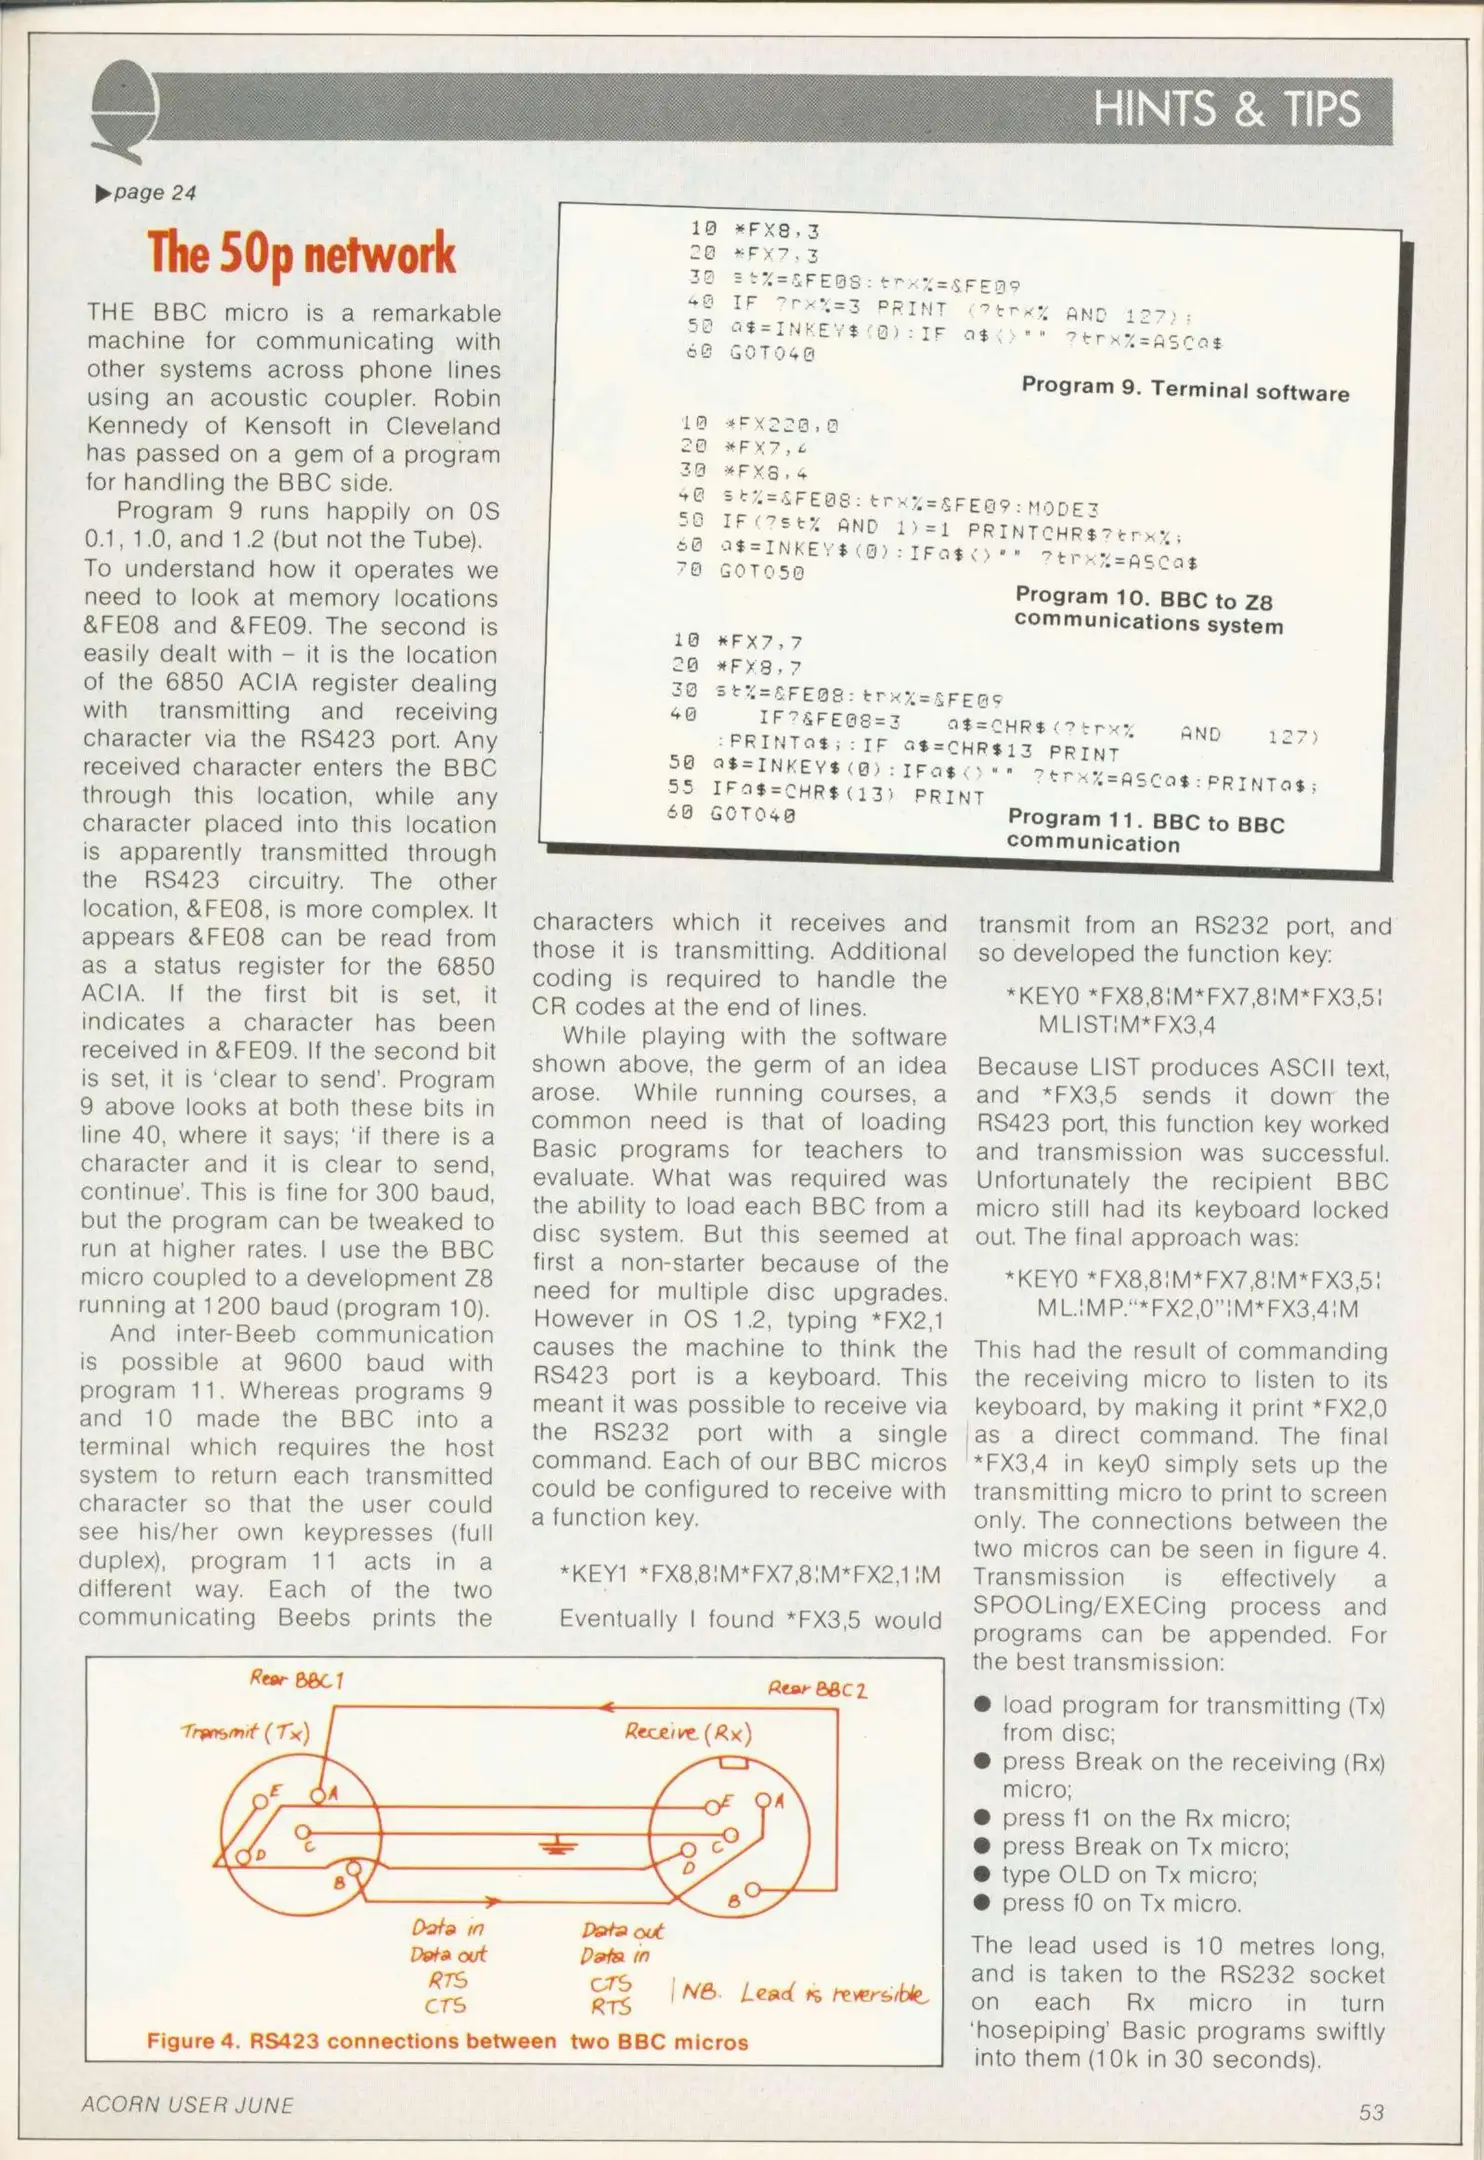 HINTS & TIPS
▶page 24
The 50p network
THE BBC micro is a remarkable
machine for communicating with
other systems across phone lines
using an acoustic coupler. Robin
Kennedy of Kensoft in Cleveland
has passed on a gem of a program
for handling the BBC side.
Program 9 runs happily on OS
0.1, 1.0, and 1.2 (but not the Tube).
To understand how it operates we
need to look at memory locations
&FE08 and &FE09. The second is
easily dealt with – it is the location
of the 6850 ACIA register dealing
with transmitting and receiving
character via the RS423 port. Any
received character enters the BBC
through this location, while any
character placed into this location
is apparently transmitted through
the RS423 circuitry. The other
location, &FE08, is more complex. It
appears &FE08 can be read from
as a status register for the 6850
ACIA. If the first bit is set, it
indicates a character has been
received in &FE09. If the second bit
is set, it is 'clear to send'. Program
9 above looks at both these bits in
line 40, where it says; 'if there is a
character and it is clear to send,
continue'. This is fine for 300 baud,
but the program can be tweaked to
run at higher rates. I use the BBC
micro coupled to a development Z8
running at 1200 baud (program 10).
And inter-Beeb communication
is possible at 9600 baud with
program 11. Whereas programs 9
and 10 made the BBC into a
terminal which requires the host
system to return each transmitted
character so that the user could
see his/her own keypresses (full
duplex), program 11 acts in a
different way. Each of the two
communicating Beebs prints the
10 *FX8,3
20 *FX7,3
30 st%=&FE08:trx%=&FE09
40 IF ?rx%=3 PRINT (?trx% AND 127);
50 a$=INKEY$(0):IF a$<>"" ?trx%=ASCa$
60 GOTO40
Program 9. Terminal software
10 *FX220,0
20 *FX7,4
30 *FX8,4
40 st%=&FE08:trx%=&FE09:MODE3
50 IF(?st% AND 1)=1 PRINTCHR$?trx%;
60 a$=INKEY$(0):IFa$<>"" ?trx%=ASCa$
70 GOTO50
Program 10. BBC to Z8
communications system
10 *FX7,7
20 *FX8,7
30 st%=&FE08:trx%=&FE09
40 IF?&FE08=3 a$=CHR$(?trx% AND 127)
:PRINTa$;:IF a$=CHR$13 PRINT
50 a$=INKEY$(0):IFa$<>"" ?trx%=ASCa$:PRINTa$;
55 IFa$=CHR$(13) PRINT
60 GOTO40
Program 11. BBC to BBC
communication
characters which it receives and
those it is transmitting. Additional
coding is required to handle the
CR codes at the end of lines.
While playing with the software
shown above, the germ of an idea
arose. While running courses, a
common need is that of loading
Basic programs for teachers to
evaluate. What was required was
the ability to load each BBC from a
disc system. But this seemed at
first a non-starter because of the
need for multiple disc upgrades.
However in OS 1.2, typing *FX2,1
causes the machine to think the
RS423 port is a keyboard. This
meant it was possible to receive via
the RS232 port with a single
command. Each of our BBC micros
could be configured to receive with
a function key.
*KEY1 *FX8,8¦M*FX7,8¦M*FX2,1¦M
Eventually I found *FX3,5 would
transmit from an RS232 port, and
so developed the function key:
*KEY0 *FX8,8¦M*FX7,8¦M*FX3,5¦
MLIST¦M*FX3,4
Because LIST produces ASCII text,
and *FX3,5 sends it down the
RS423 port, this function key worked
and transmission was successful.
Unfortunately the recipient BBC
micro still had its keyboard locked
out. The final approach was:
*KEY0 *FX8,8¦M*FX7,8¦M*FX3,5¦
ML.¦MP."*FX2,0"¦M*FX3,4¦M
This had the result of commanding
the receiving micro to listen to its
keyboard, by making it print *FX2,0
as a direct command. The final
*FX3,4 in key0 simply sets up the
transmitting micro to print to screen
only. The connections between the
two micros can be seen in figure 4.
Transmission is effectively a
SPOOLing/EXECing process and
programs can be appended. For
the best transmission:
● load program for transmitting (Tx)
from disc;
● press Break on the receiving (Rx)
micro;
● press f1 on the Rx micro;
● press Break on Tx micro;
● type OLD on Tx micro;
● press f0 on Tx micro.
The lead used is 10 metres long,
and is taken to the RS232 socket
on each Rx micro in turn
'hosepiping' Basic programs swiftly
into them (10k in 30 seconds).
Rear BBC1
Rear BBC2
Transmit (Tx)
Receive (Rx)
E A
D C
B
E A
C
D
B
Data in Data out
Data out Data in
RTS CTS
CTS RTS
NB. Lead is reversible
Figure 4. RS423 connections between two BBC micros
ACORN USER JUNE
53